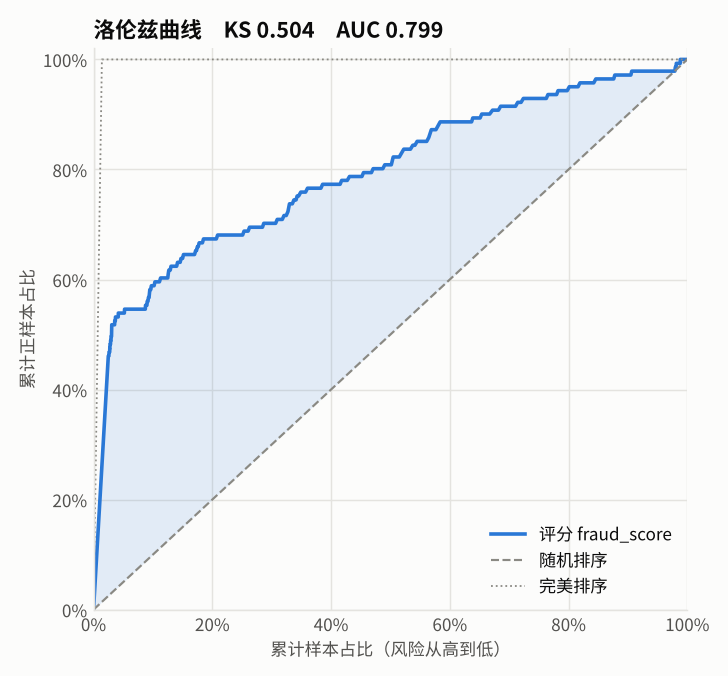 洛伦兹曲线 KS 0.504 AUC 0.799
100%
80%
60%
40%
20%
0%
累计正样本占比
评分 fraud_score
随机排序
完美排序
0% 20% 40% 60% 80% 100%
累计样本占比（风险从高到低）